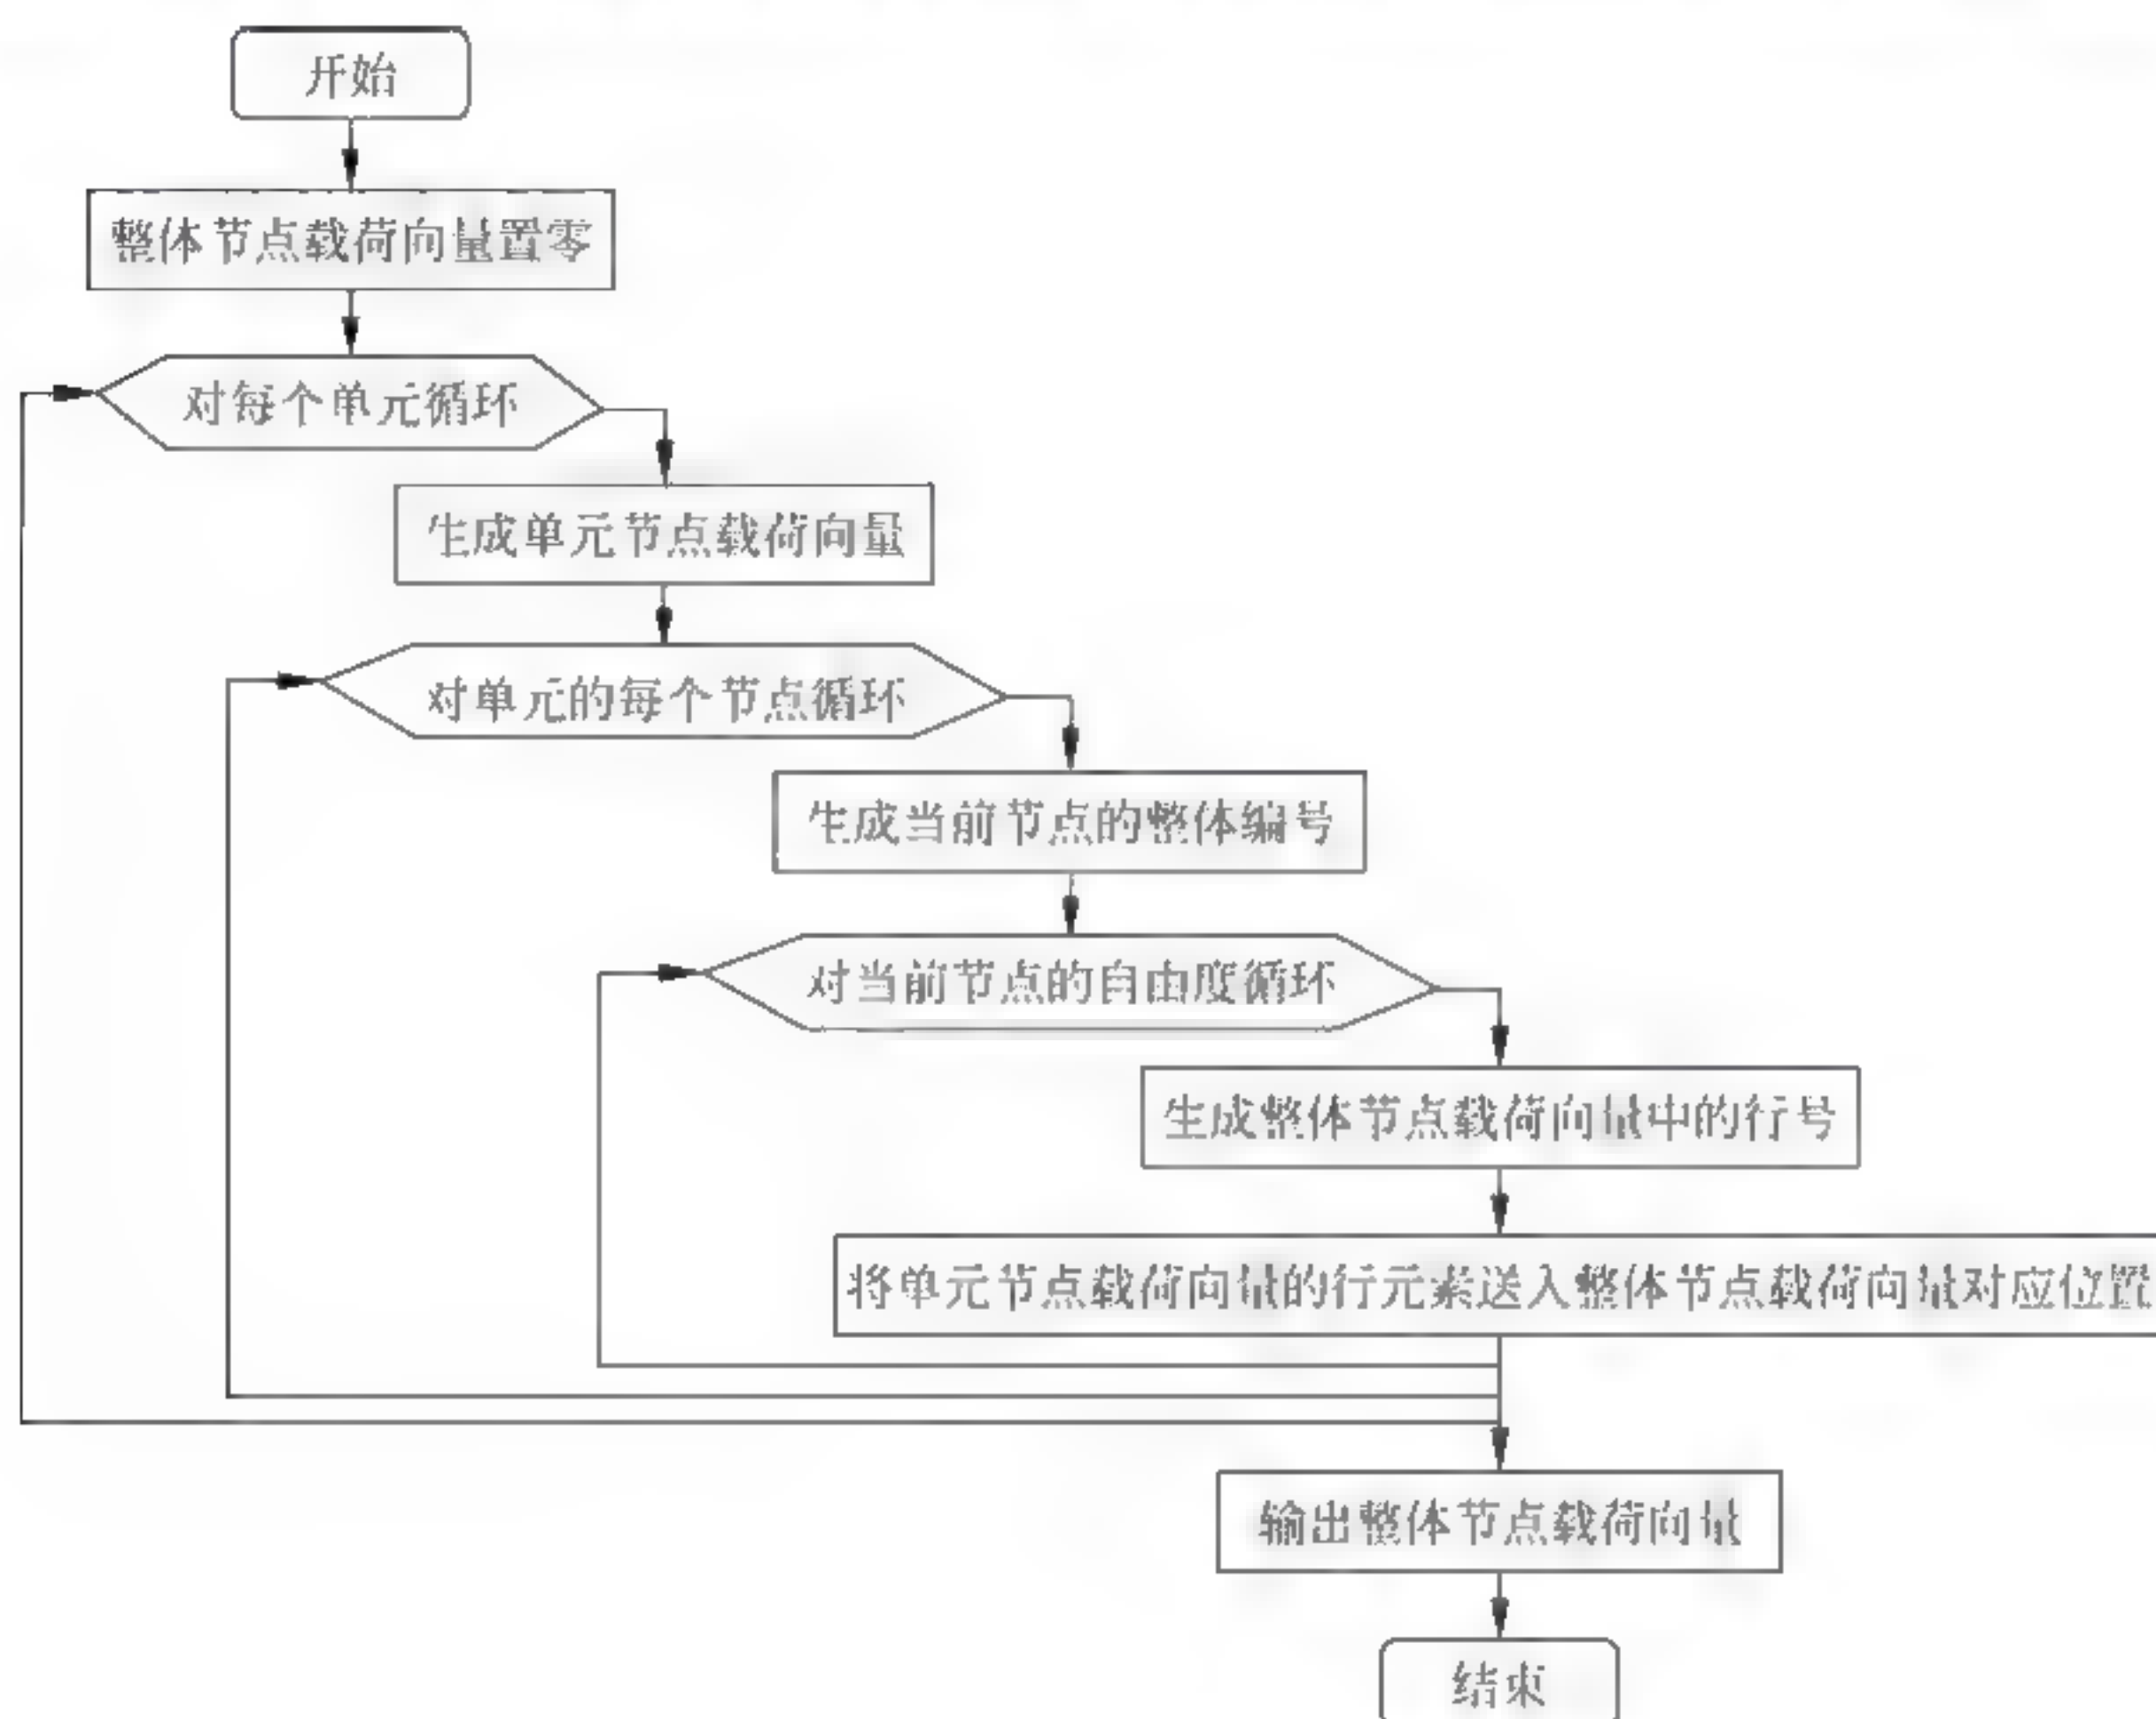 开始
整体节点载荷向量置零
对每个单元循环
生成单元节点载荷向量
对单元的每个节点循环
生成当前节点的整体编号
对当前节点的自由度循环
生成整体节点载荷向量中的行号
将单元节点载荷向量的行元素送入整体节点载荷向量对应位置
输出整体节点载荷向量
结束